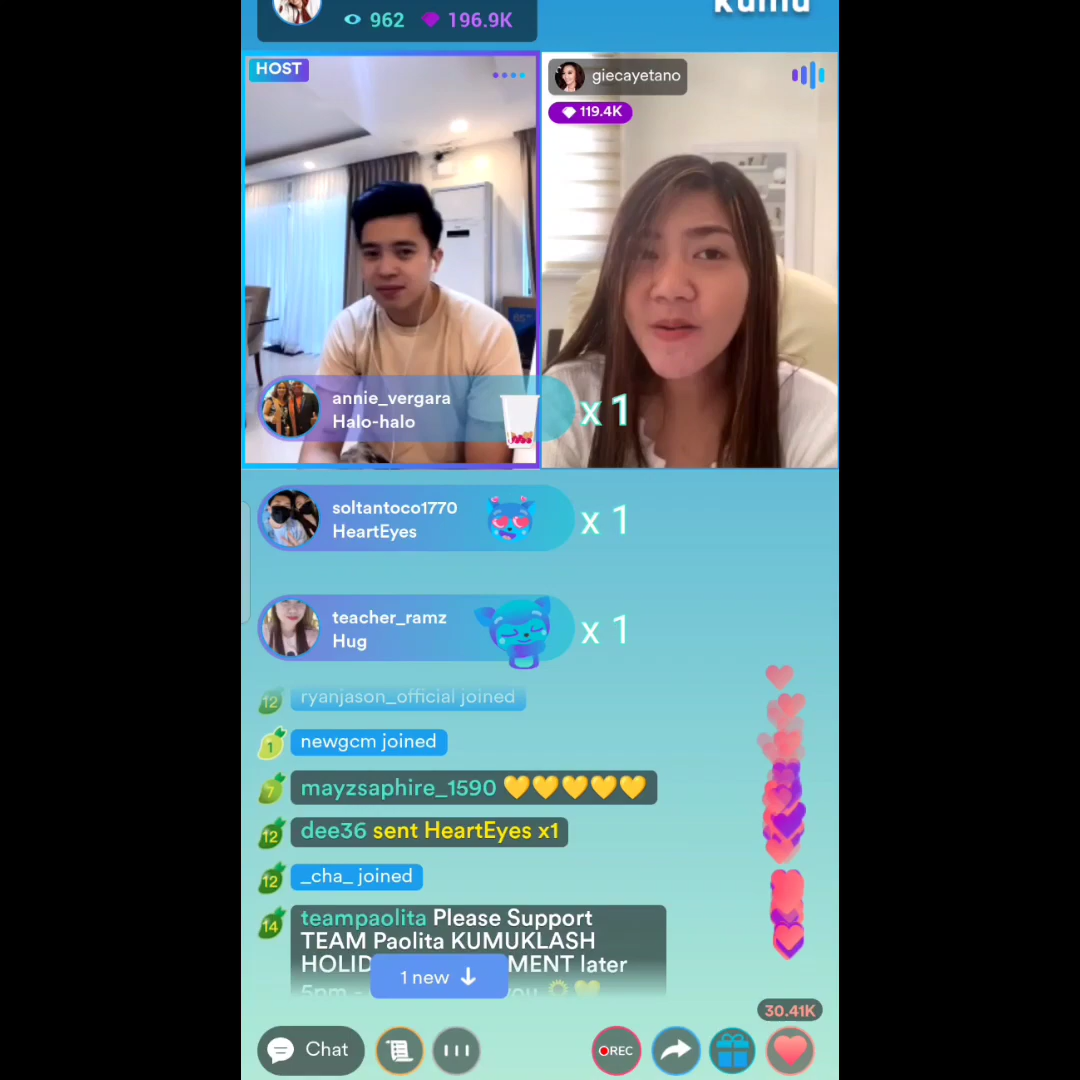 kumu
962 196.9K
HOST
giecayetano
119.4K
annie_vergara
Halo-halo
x 1
soltantoco1770
HeartEyes
x 1
teacher_ramz
Hug
x 1
12 ryanjason_official joined
1 newgcm joined
7 mayzsaphire_1590 💛💛💛💛💛
12 dee36 sent HeartEyes x1
12 _cha_ joined
14 teampaolita Please Support
TEAM Paolita KUMUKLASH
HOLID MENT later
1 new
5pm - you 🌻💛
30.41K
Chat
REC